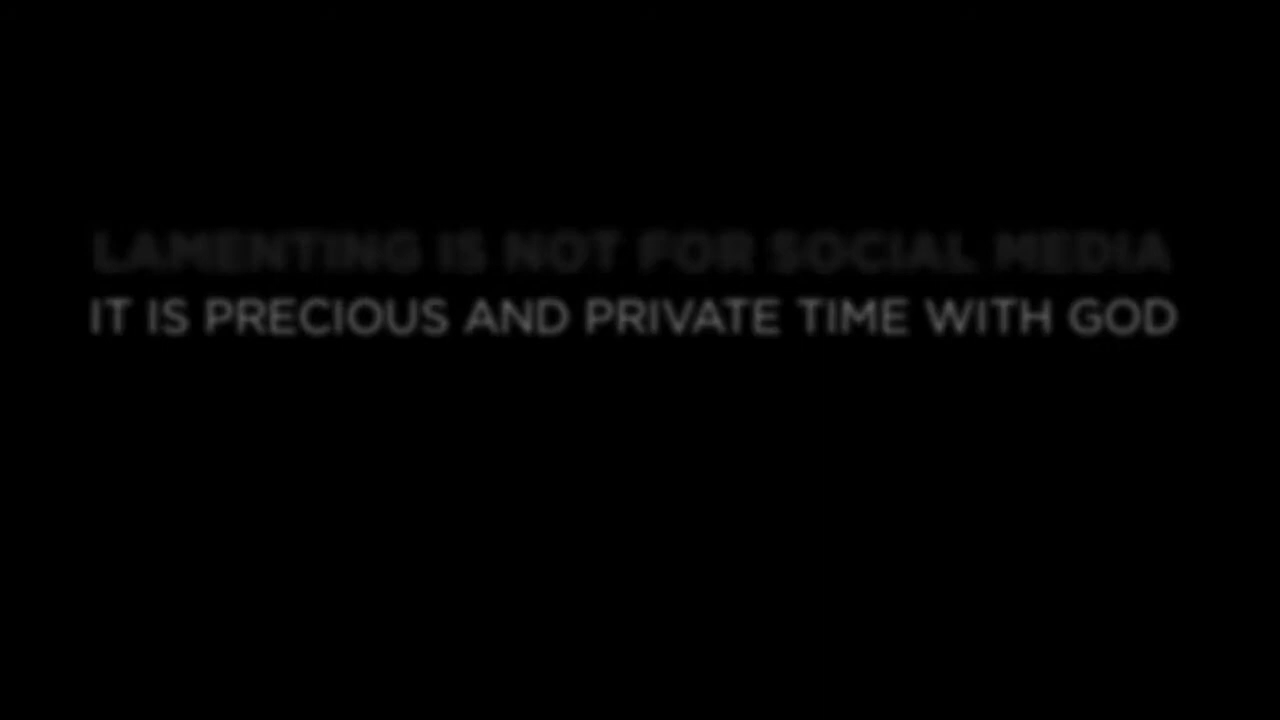 LAMENTING IS NOT FOR SOCIAL MEDIA
IT IS PRECIOUS AND PRIVATE TIME WITH GOD